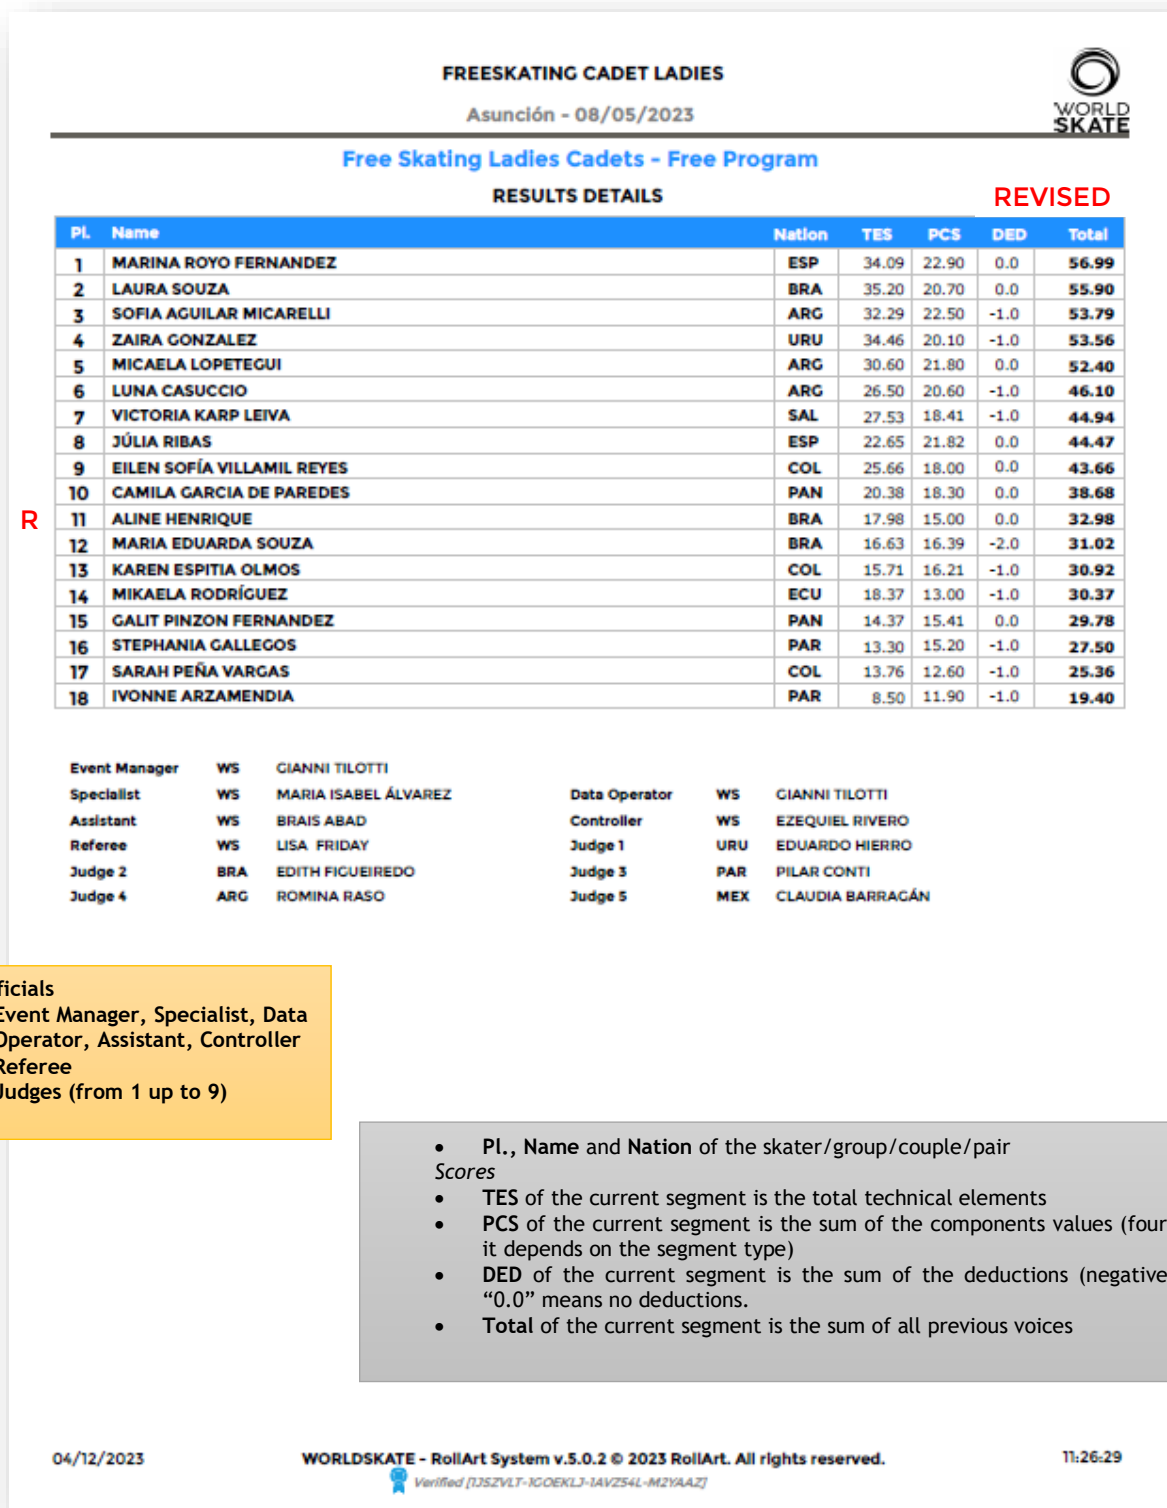 FREESKATING CADET LADIES
Asunción - 08/05/2023
WORLD
SKATE
Free Skating Ladies Cadets - Free Program
RESULTS DETAILS
REVISED
Pl. Name Nation TES PCS DED Total
1 MARINA ROYO FERNANDEZ ESP 34.09 22.90 0.0 56.99
2 LAURA SOUZA BRA 35.20 20.70 0.0 55.90
3 SOFIA AGUILAR MICARELLI ARG 32.29 22.50 -1.0 53.79
4 ZAIRA GONZALEZ URU 34.46 20.10 -1.0 53.56
5 MICAELA LOPETEGUI ARG 30.60 21.80 0.0 52.40
6 LUNA CASUCCIO ARG 26.50 20.60 -1.0 46.10
7 VICTORIA KARP LEIVA SAL 27.53 18.41 -1.0 44.94
8 JÚLIA RIBAS ESP 22.65 21.82 0.0 44.47
9 EILEN SOFÍA VILLAMIL REYES COL 25.66 18.00 0.0 43.66
10 CAMILA GARCIA DE PAREDES PAN 20.38 18.30 0.0 38.68
R 11 ALINE HENRIQUE BRA 17.98 15.00 0.0 32.98
12 MARIA EDUARDA SOUZA BRA 16.63 16.39 -2.0 31.02
13 KAREN ESPITIA OLMOS COL 15.71 16.21 -1.0 30.92
14 MIKAELA RODRÍGUEZ ECU 18.37 13.00 -1.0 30.37
15 GALIT PINZON FERNANDEZ PAN 14.37 15.41 0.0 29.78
16 STEPHANIA GALLEGOS PAR 13.30 15.20 -1.0 27.50
17 SARAH PEÑA VARGAS COL 13.76 12.60 -1.0 25.36
18 IVONNE ARZAMENDIA PAR 8.50 11.90 -1.0 19.40
Event Manager WS GIANNI TILOTTI
Specialist WS MARIA ISABEL ÁLVAREZ Data Operator WS GIANNI TILOTTI
Assistant WS BRAIS ABAD Controller WS EZEQUIEL RIVERO
Referee WS LISA FRIDAY Judge 1 URU EDUARDO HIERRO
Judge 2 BRA EDITH FIGUEIREDO Judge 3 PAR PILAR CONTI
Judge 4 ARG ROMINA RASO Judge 5 MEX CLAUDIA BARRAGÁN
ficials
Event Manager, Specialist, Data
Operator, Assistant, Controller
Referee
Judges (from 1 up to 9)
• Pl., Name and Nation of the skater/group/couple/pair
Scores
• TES of the current segment is the total technical elements
• PCS of the current segment is the sum of the components values (four
it depends on the segment type)
• DED of the current segment is the sum of the deductions (negative
“0.0” means no deductions.
• Total of the current segment is the sum of all previous voices
04/12/2023 WORLDSKATE - RollArt System v.5.0.2 © 2023 RollArt. All rights reserved. 11:26:29
Verified [1JSZVLT-1GOEKLJ-1AVZ54L-M2YAAZ]